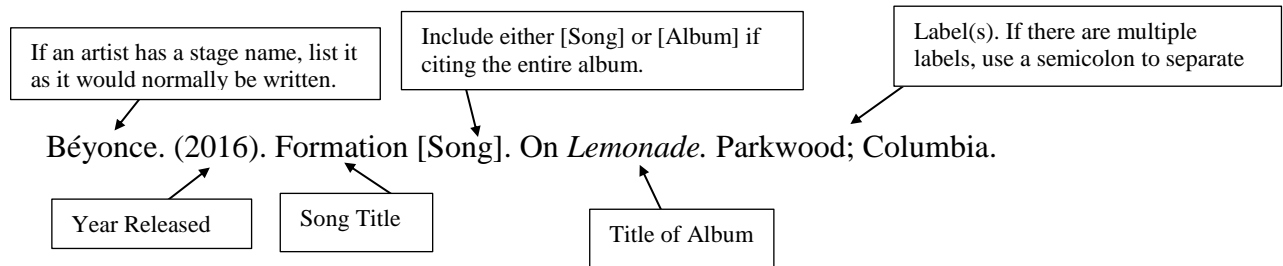 If an artist has a stage name, list it
as it would normally be written.
Include either [Song] or [Album] if
citing the entire album.
Label(s). If there are multiple
labels, use a semicolon to separate
Béyonce. (2016). Formation [Song]. On Lemonade. Parkwood; Columbia.
Year Released
Song Title
Title of Album